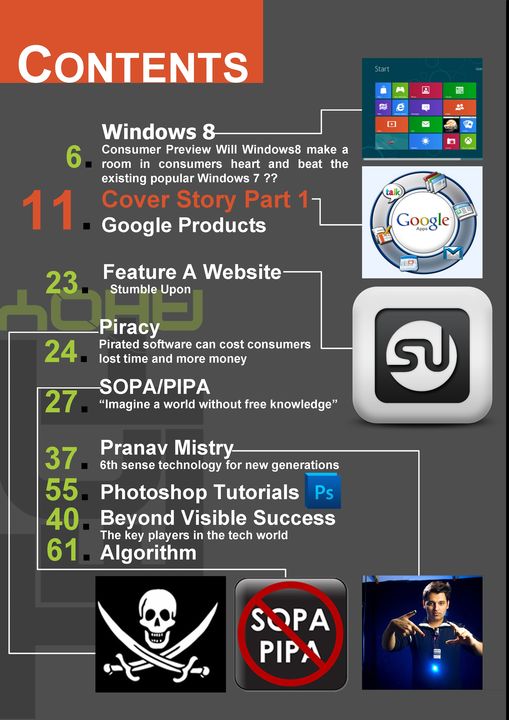 CONTENTS
Start
Windows 8
6.
Consumer Preview Will Windows8 make a
room in consumers heart and beat the
existing popular Windows 7 ??
11.
Cover Story Part 1
Google Products
talk
Google
Apps
23.
Feature A Website
Stumble Upon
Piracy
24.
Pirated software can cost consumers
lost time and more money
SOPA/PIPA
27.
“Imagine a world without free knowledge”
37.
Pranav Mistry
6th sense technology for new generations
55.
Photoshop Tutorials
Ps
40.
Beyond Visible Success
The key players in the tech world
61.
Algorithm
SOPA
PIPA